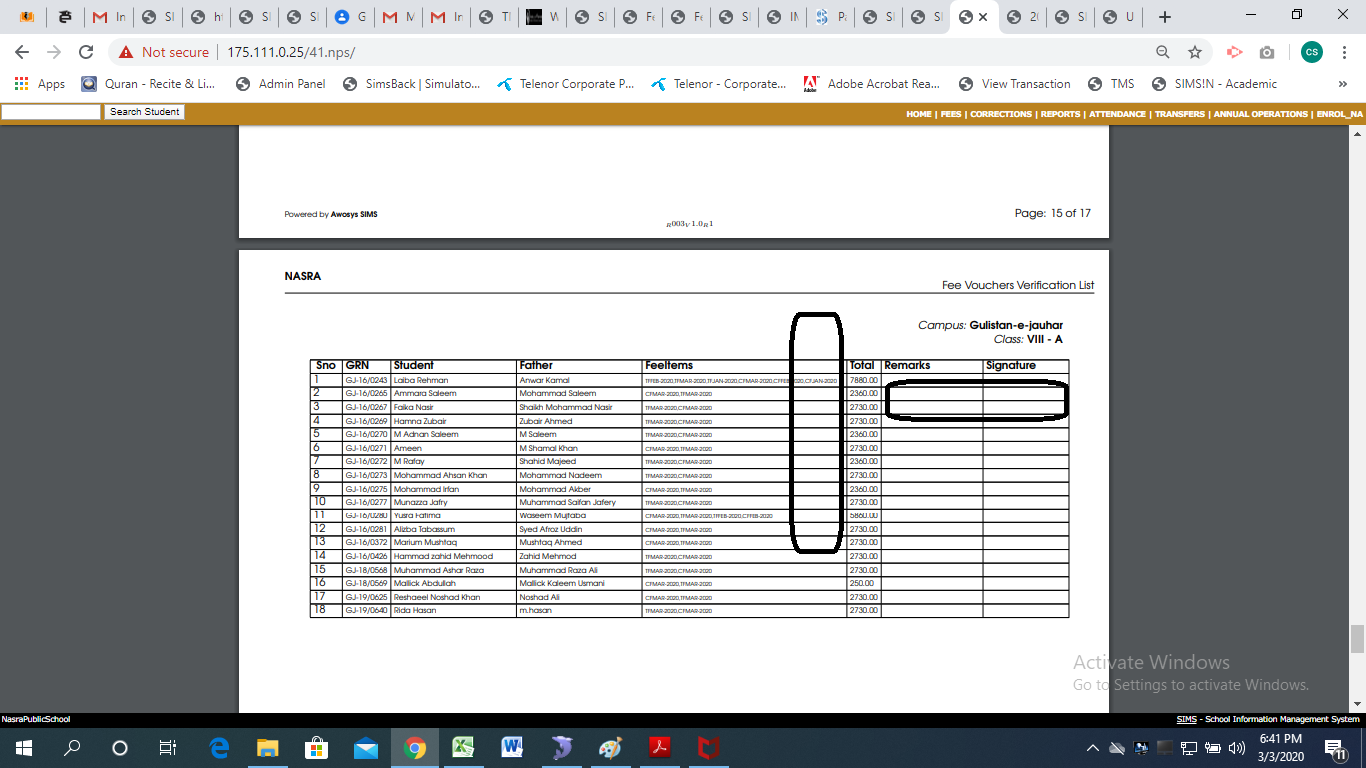 In
SI
ht
SI
SI
G
M
In
TI
W
SI
Fe
Fe
SI
IM
Pa
SI
SI
20
SI
U
Not secure | 175.111.0.25/41.nps/
CS
Apps
Quran - Recite & Li...
Admin Panel
SimsBack | Simulato...
Telenor Corporate P...
Telenor - Corporate...
Adobe Acrobat Rea...
View Transaction
TMS
SIMS!N - Academic
»
Search Student
HOME | FEES | CORRECTIONS | REPORTS | ATTENDANCE | TRANSFERS | ANNUAL OPERATIONS | ENROL_NA
Powered by Awosys SIMS
R003V1.0R1
Page: 15 of 17
NASRA
Fee Vouchers Verification List
Campus: Gulistan-e-jauhar
Class: VIII - A
Sno GRN Student Father FeeItems Total Remarks Signature
1 GJ-16/0243 Laiba Rehman Anwar Kamal TFFEB-2020,TFMAR-2020,TFJAN-2020,CFMAR-2020,CFFEB-2020,CFJAN-2020 7880.00
2 GJ-16/0265 Ammara Saleem Mohammad Saleem CFMAR-2020,TFMAR-2020 2360.00
3 GJ-16/0267 Faika Nasir Shaikh Mohammad Nasir TFMAR-2020,CFMAR-2020 2730.00
4 GJ-16/0269 Hamna Zubair Zubair Ahmed TFMAR-2020,CFMAR-2020 2730.00
5 GJ-16/0270 M Adnan Saleem M Saleem TFMAR-2020,CFMAR-2020 2360.00
6 GJ-16/0271 Ameen M Shamal Khan CFMAR-2020,TFMAR-2020 2730.00
7 GJ-16/0272 M Rafay Shahid Majeed TFMAR-2020,CFMAR-2020 2360.00
8 GJ-16/0273 Mohammad Ahsan Khan Mohammad Nadeem TFMAR-2020,CFMAR-2020 2730.00
9 GJ-16/0275 Mohammad Irfan Mohammad Akber CFMAR-2020,TFMAR-2020 2360.00
10 GJ-16/0277 Munazza Jafry Muhammad Saifan Jafery TFMAR-2020,CFMAR-2020 2730.00
11 GJ-16/0280 Yusra Fatima Waseem Mujtaba CFMAR-2020,TFMAR-2020,TFFEB-2020,CFFEB-2020 5860.00
12 GJ-16/0281 Alizba Tabassum Syed Afroz Uddin CFMAR-2020,TFMAR-2020 2730.00
13 GJ-16/0372 Marium Mushtaq Mushtaq Ahmed CFMAR-2020,TFMAR-2020 2730.00
14 GJ-16/0426 Hammad zahid Mehmood Zahid Mehmod TFMAR-2020,CFMAR-2020 2730.00
15 GJ-18/0568 Muhammad Ashar Raza Muhammad Raza Ali TFMAR-2020,CFMAR-2020 2730.00
16 GJ-18/0569 Mallick Abdullah Mallick Kaleem Usmani CFMAR-2020,TFMAR-2020 250.00
17 GJ-19/0625 Reshaeel Noshad Khan Noshad Ali CFMAR-2020,TFMAR-2020 2730.00
18 GJ-19/0640 Rida Hasan m.hasan TFMAR-2020,CFMAR-2020 2730.00
Activate Windows
Go to Settings to activate Windows.
NasraPublicSchool
SIMS - School Information Management System
6:41 PM
3/3/2020
11